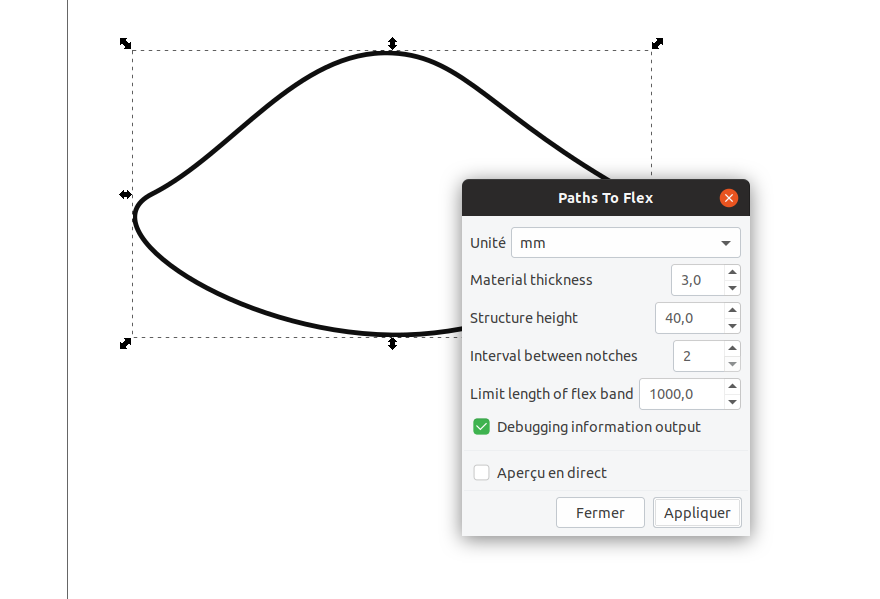 Paths To Flex
Unité mm
Material thickness 3,0
Structure height 40,0
Interval between notches 2
Limit length of flex band 1000,0
Debugging information output
Aperçu en direct
Fermer Appliquer